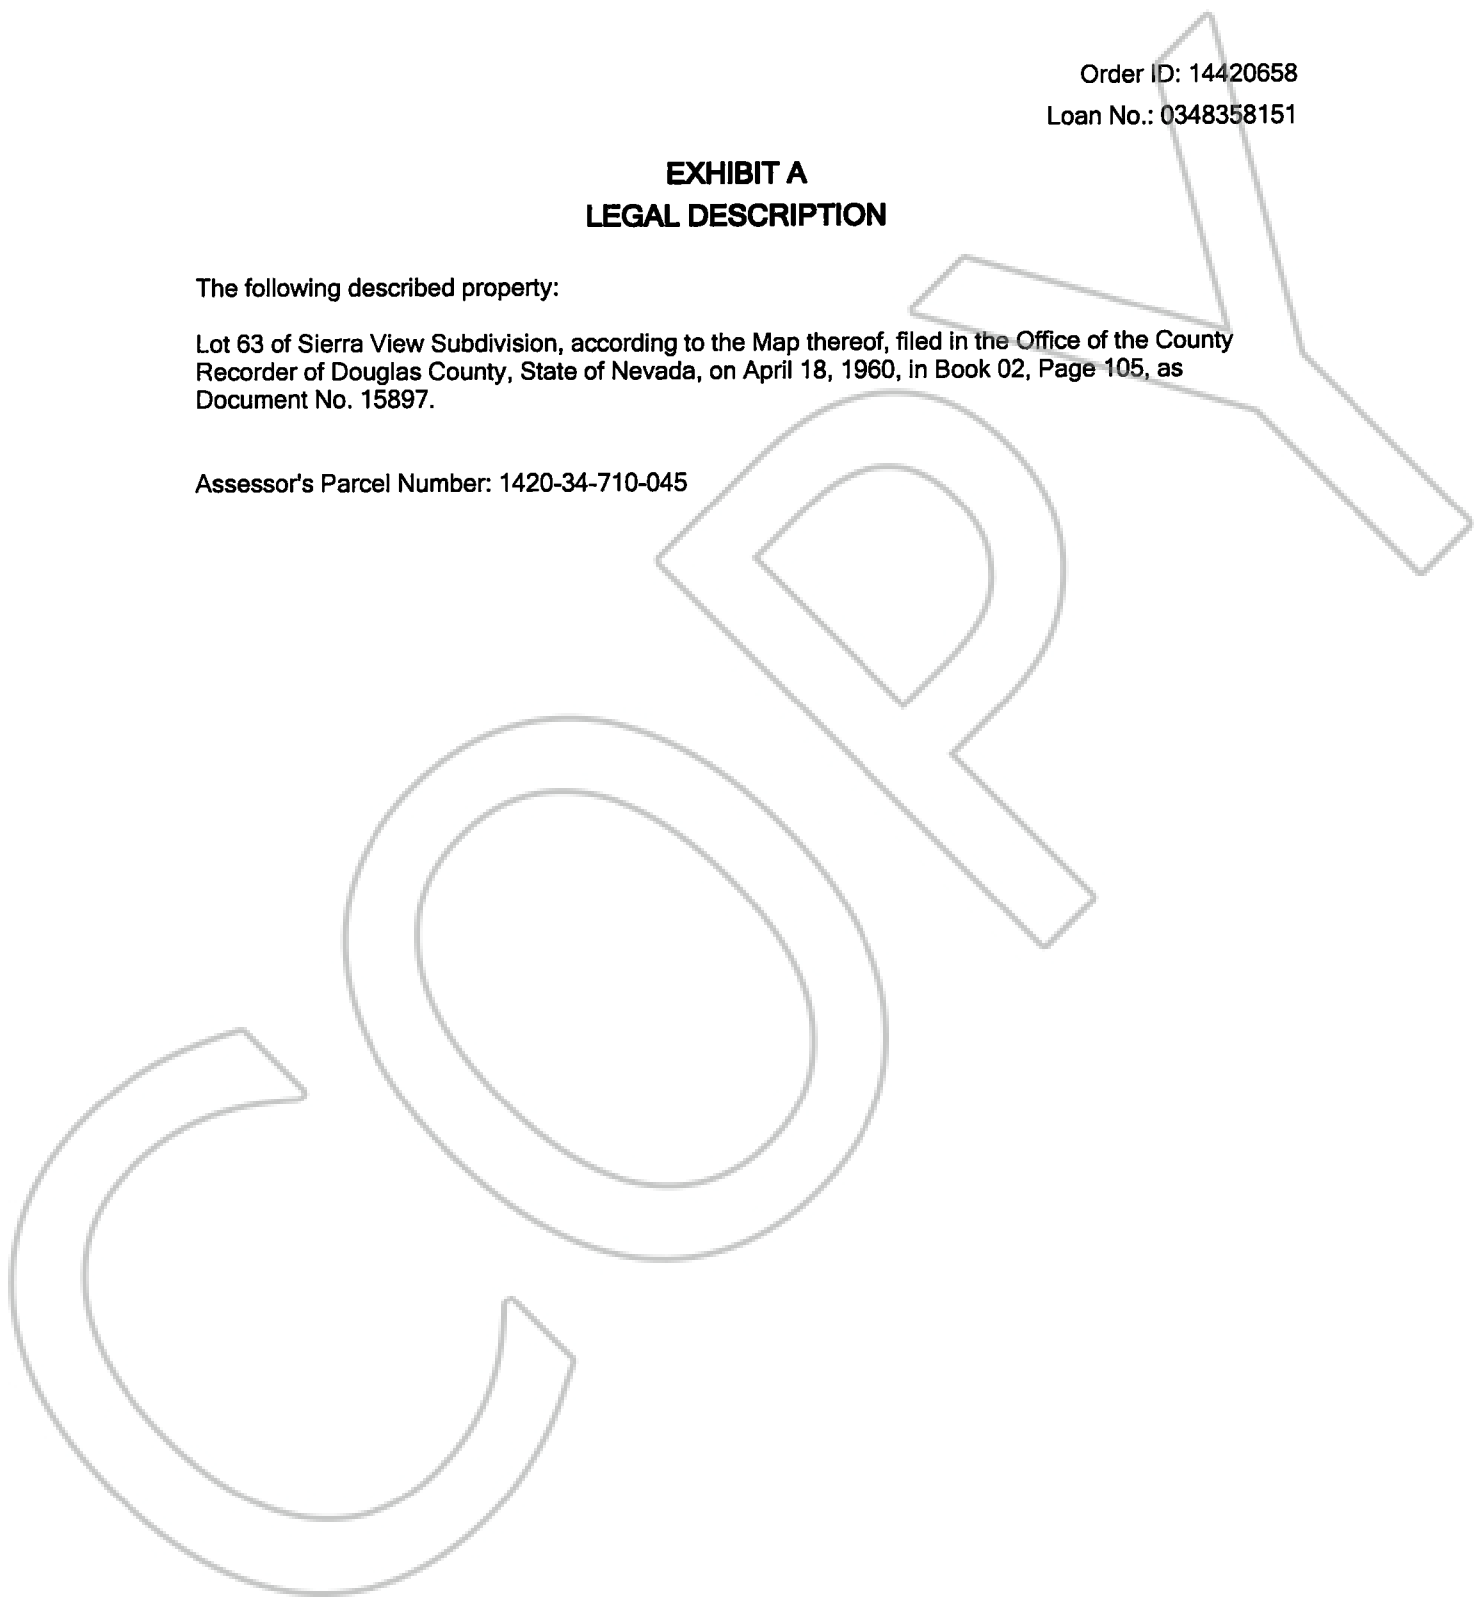 Order ID: 14420658
Loan No.: 0348358151
EXHIBIT A
LEGAL DESCRIPTION
The following described property:
Lot 63 of Sierra View Subdivision, according to the Map thereof, filed in the Office of the County
Recorder of Douglas County, State of Nevada, on April 18, 1960, in Book 02, Page 105, as
Document No. 15897.
Assessor's Parcel Number: 1420-34-710-045
COPY